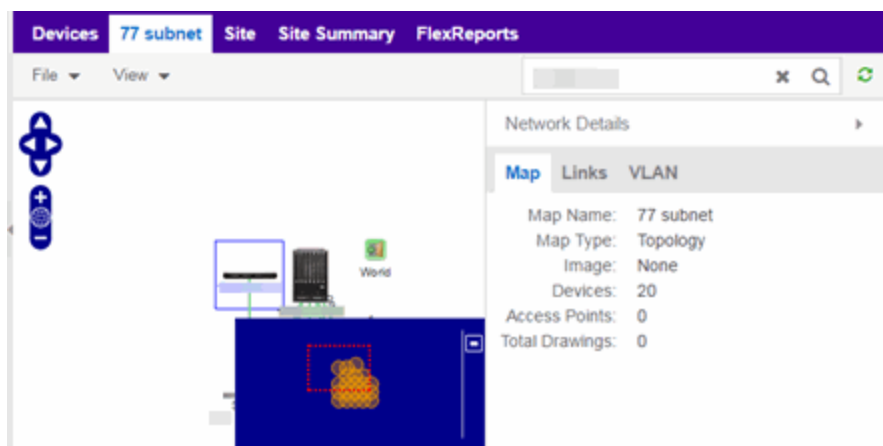 Devices 77 subnet Site Site Summary FlexReports
File View
Network Details
Map Links VLAN
Map Name: 77 subnet
Map Type: Topology
Image: None
Devices: 20
Access Points: 0
Total Drawings: 0
World